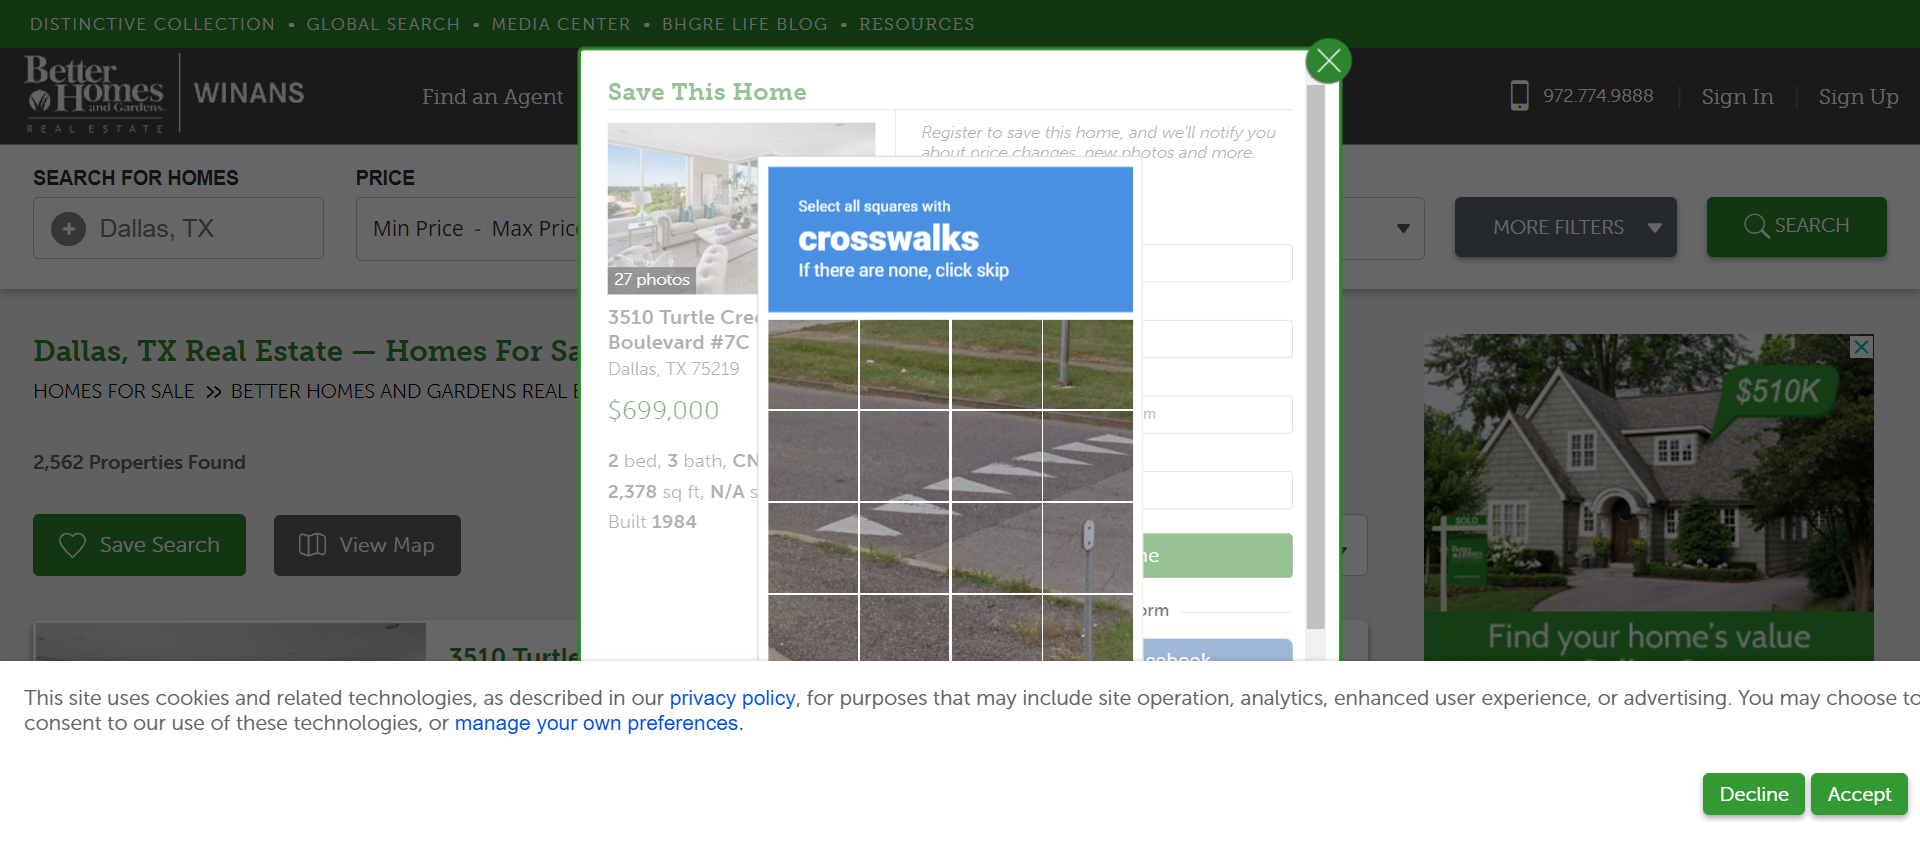 DISTINCTIVE COLLECTION • GLOBAL SEARCH • MEDIA CENTER • BHGRE LIFE BLOG • RESOURCES
Better Homes and Gardens REAL ESTATE
WINANS
Find an Agent
972.774.9888
Sign In
Sign Up
SEARCH FOR HOMES
PRICE
Dallas, TX
Min Price - Max Pric
MORE FILTERS
SEARCH
Dallas, TX Real Estate — Homes For Sa
HOMES FOR SALE » BETTER HOMES AND GARDENS REAL E
2,562 Properties Found
Save Search
View Map
3510 Turtle
Save This Home
Register to save this home, and we'll notify you
about price changes, new photos and more.
27 photos
3510 Turtle Cree
Boulevard #7C
Dallas, TX 75219
$699,000
2 bed, 3 bath, CN
2,378 sq ft, N/A s
Built 1984
Select all squares with
crosswalks
If there are none, click skip
m
ne
orm
cebook
$510K
SOLD
Better Homes
Find your home's value
This site uses cookies and related technologies, as described in our privacy policy, for purposes that may include site operation, analytics, enhanced user experience, or advertising. You may choose to
consent to our use of these technologies, or manage your own preferences.
Decline
Accept